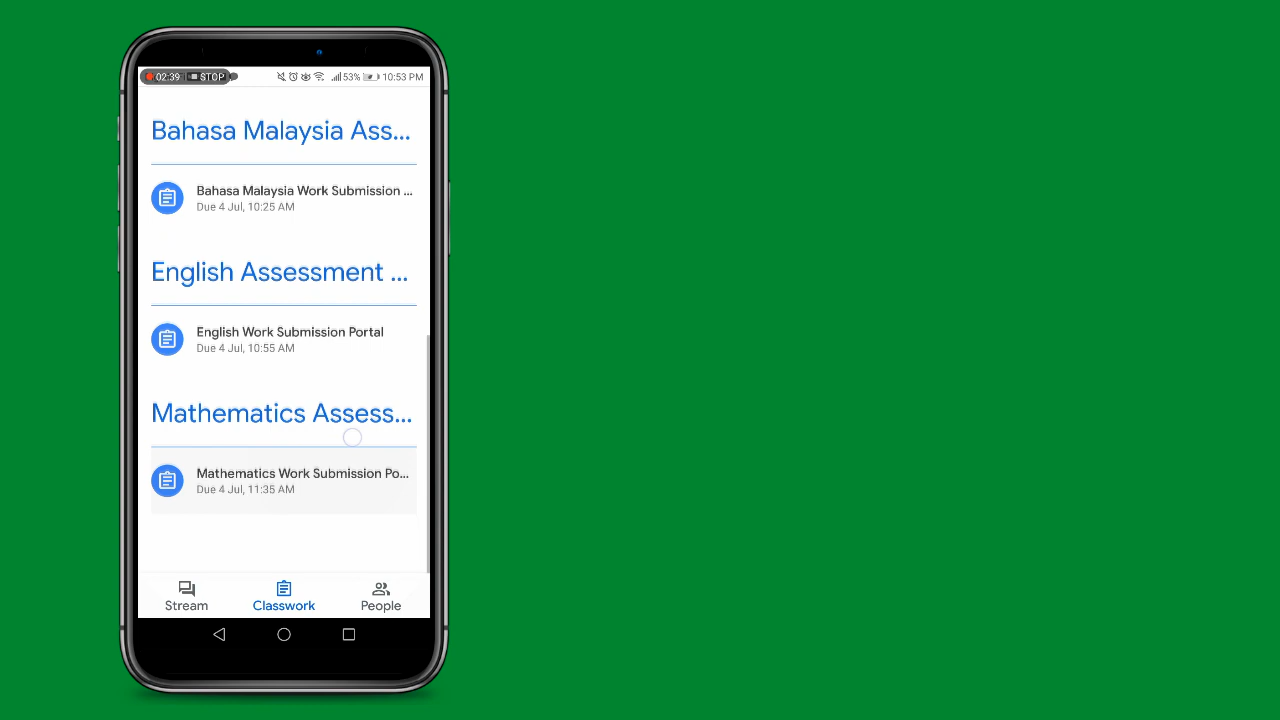 02:39 STOP 53% 10:53 PM
Bahasa Malaysia Ass...
Bahasa Malaysia Work Submission ...
Due 4 Jul, 10:25 AM
English Assessment ...
English Work Submission Portal
Due 4 Jul, 10:55 AM
Mathematics Assess...
Mathematics Work Submission Po...
Due 4 Jul, 11:35 AM
Stream Classwork People